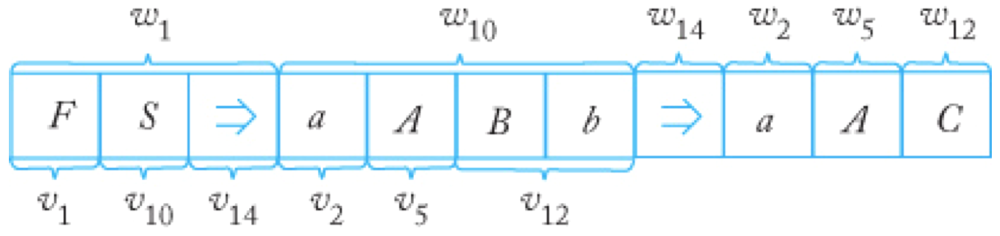 w₁ w₁₀ w₁₄ w₂ w₅ w₁₂
F S ⇒ a A B b ⇒ a A C
v₁ v₁₀ v₁₄ v₂ v₅ v₁₂